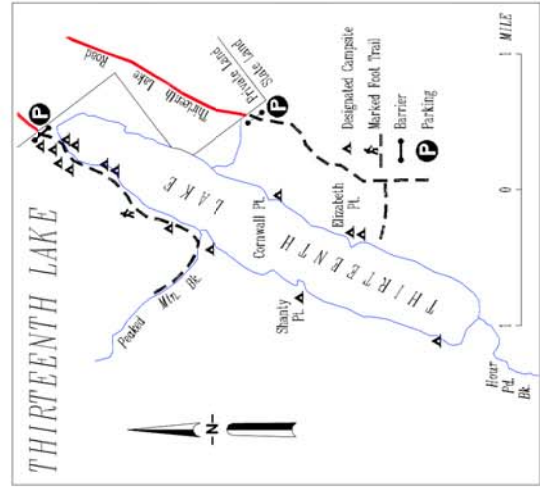 THIRTEENTH LAKE
Thirteenth Lake
Road
Private Land
State Land
P
P
Peaked
Mtn. Bk.
THIRTEENTH
LAKE
Cornwall Pt.
Elizabeth
Pt.
Shanty
Pt.
Hour
Pd.
Bk.
-N-
Designated Campsite
Marked Foot Trail
Barrier
P Parking
1
0
1
MILE